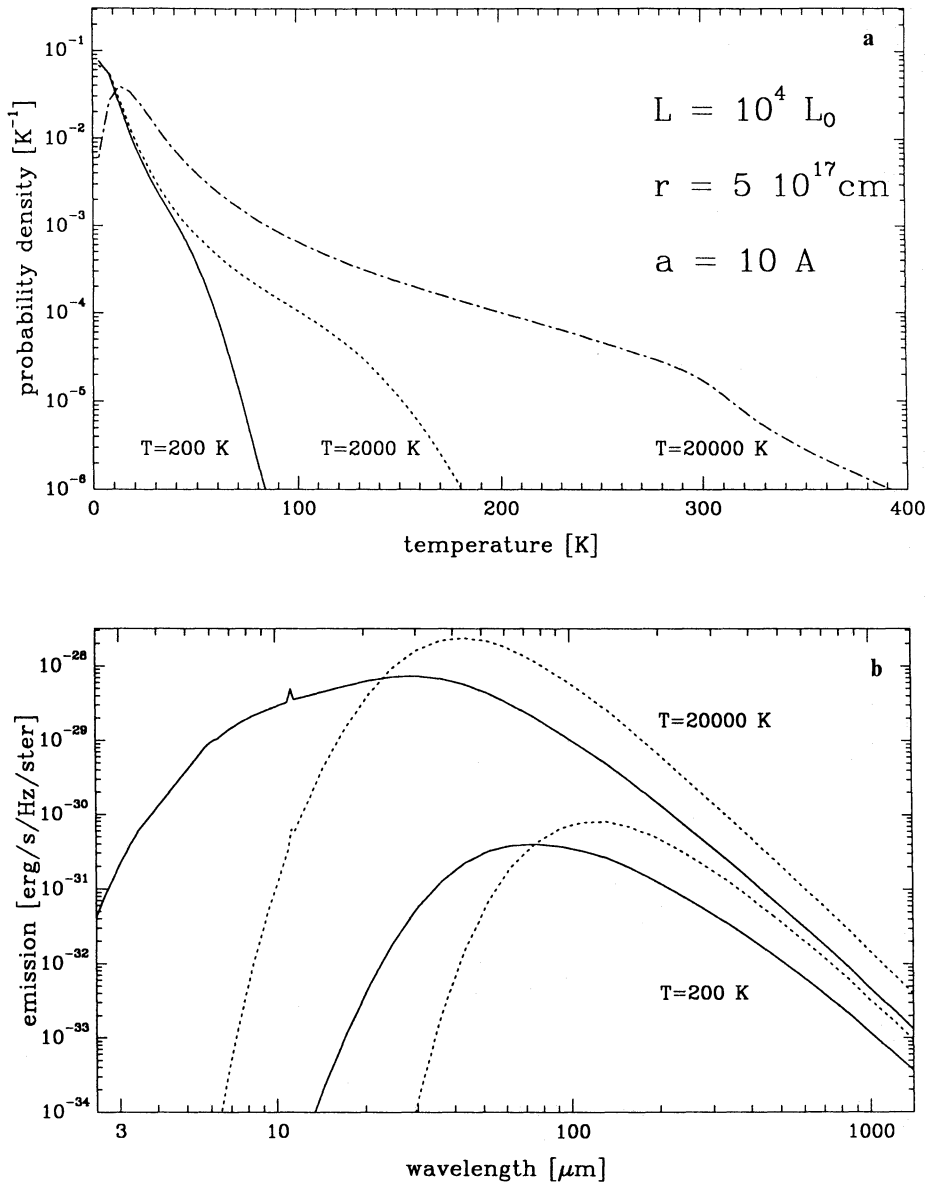 a
10⁻¹
10⁻²
10⁻³
10⁻⁴
10⁻⁵
10⁻⁶
probability density [K⁻¹]
L = 10⁴ L₀
r = 5 10¹⁷cm
a = 10 A
T=200 K
T=2000 K
T=20000 K
0
100
200
300
400
temperature [K]
b
10⁻²⁸
10⁻²⁹
10⁻³⁰
10⁻³¹
10⁻³²
10⁻³³
10⁻³⁴
emission [erg/s/Hz/ster]
T=20000 K
T=200 K
3
10
100
1000
wavelength [μm]